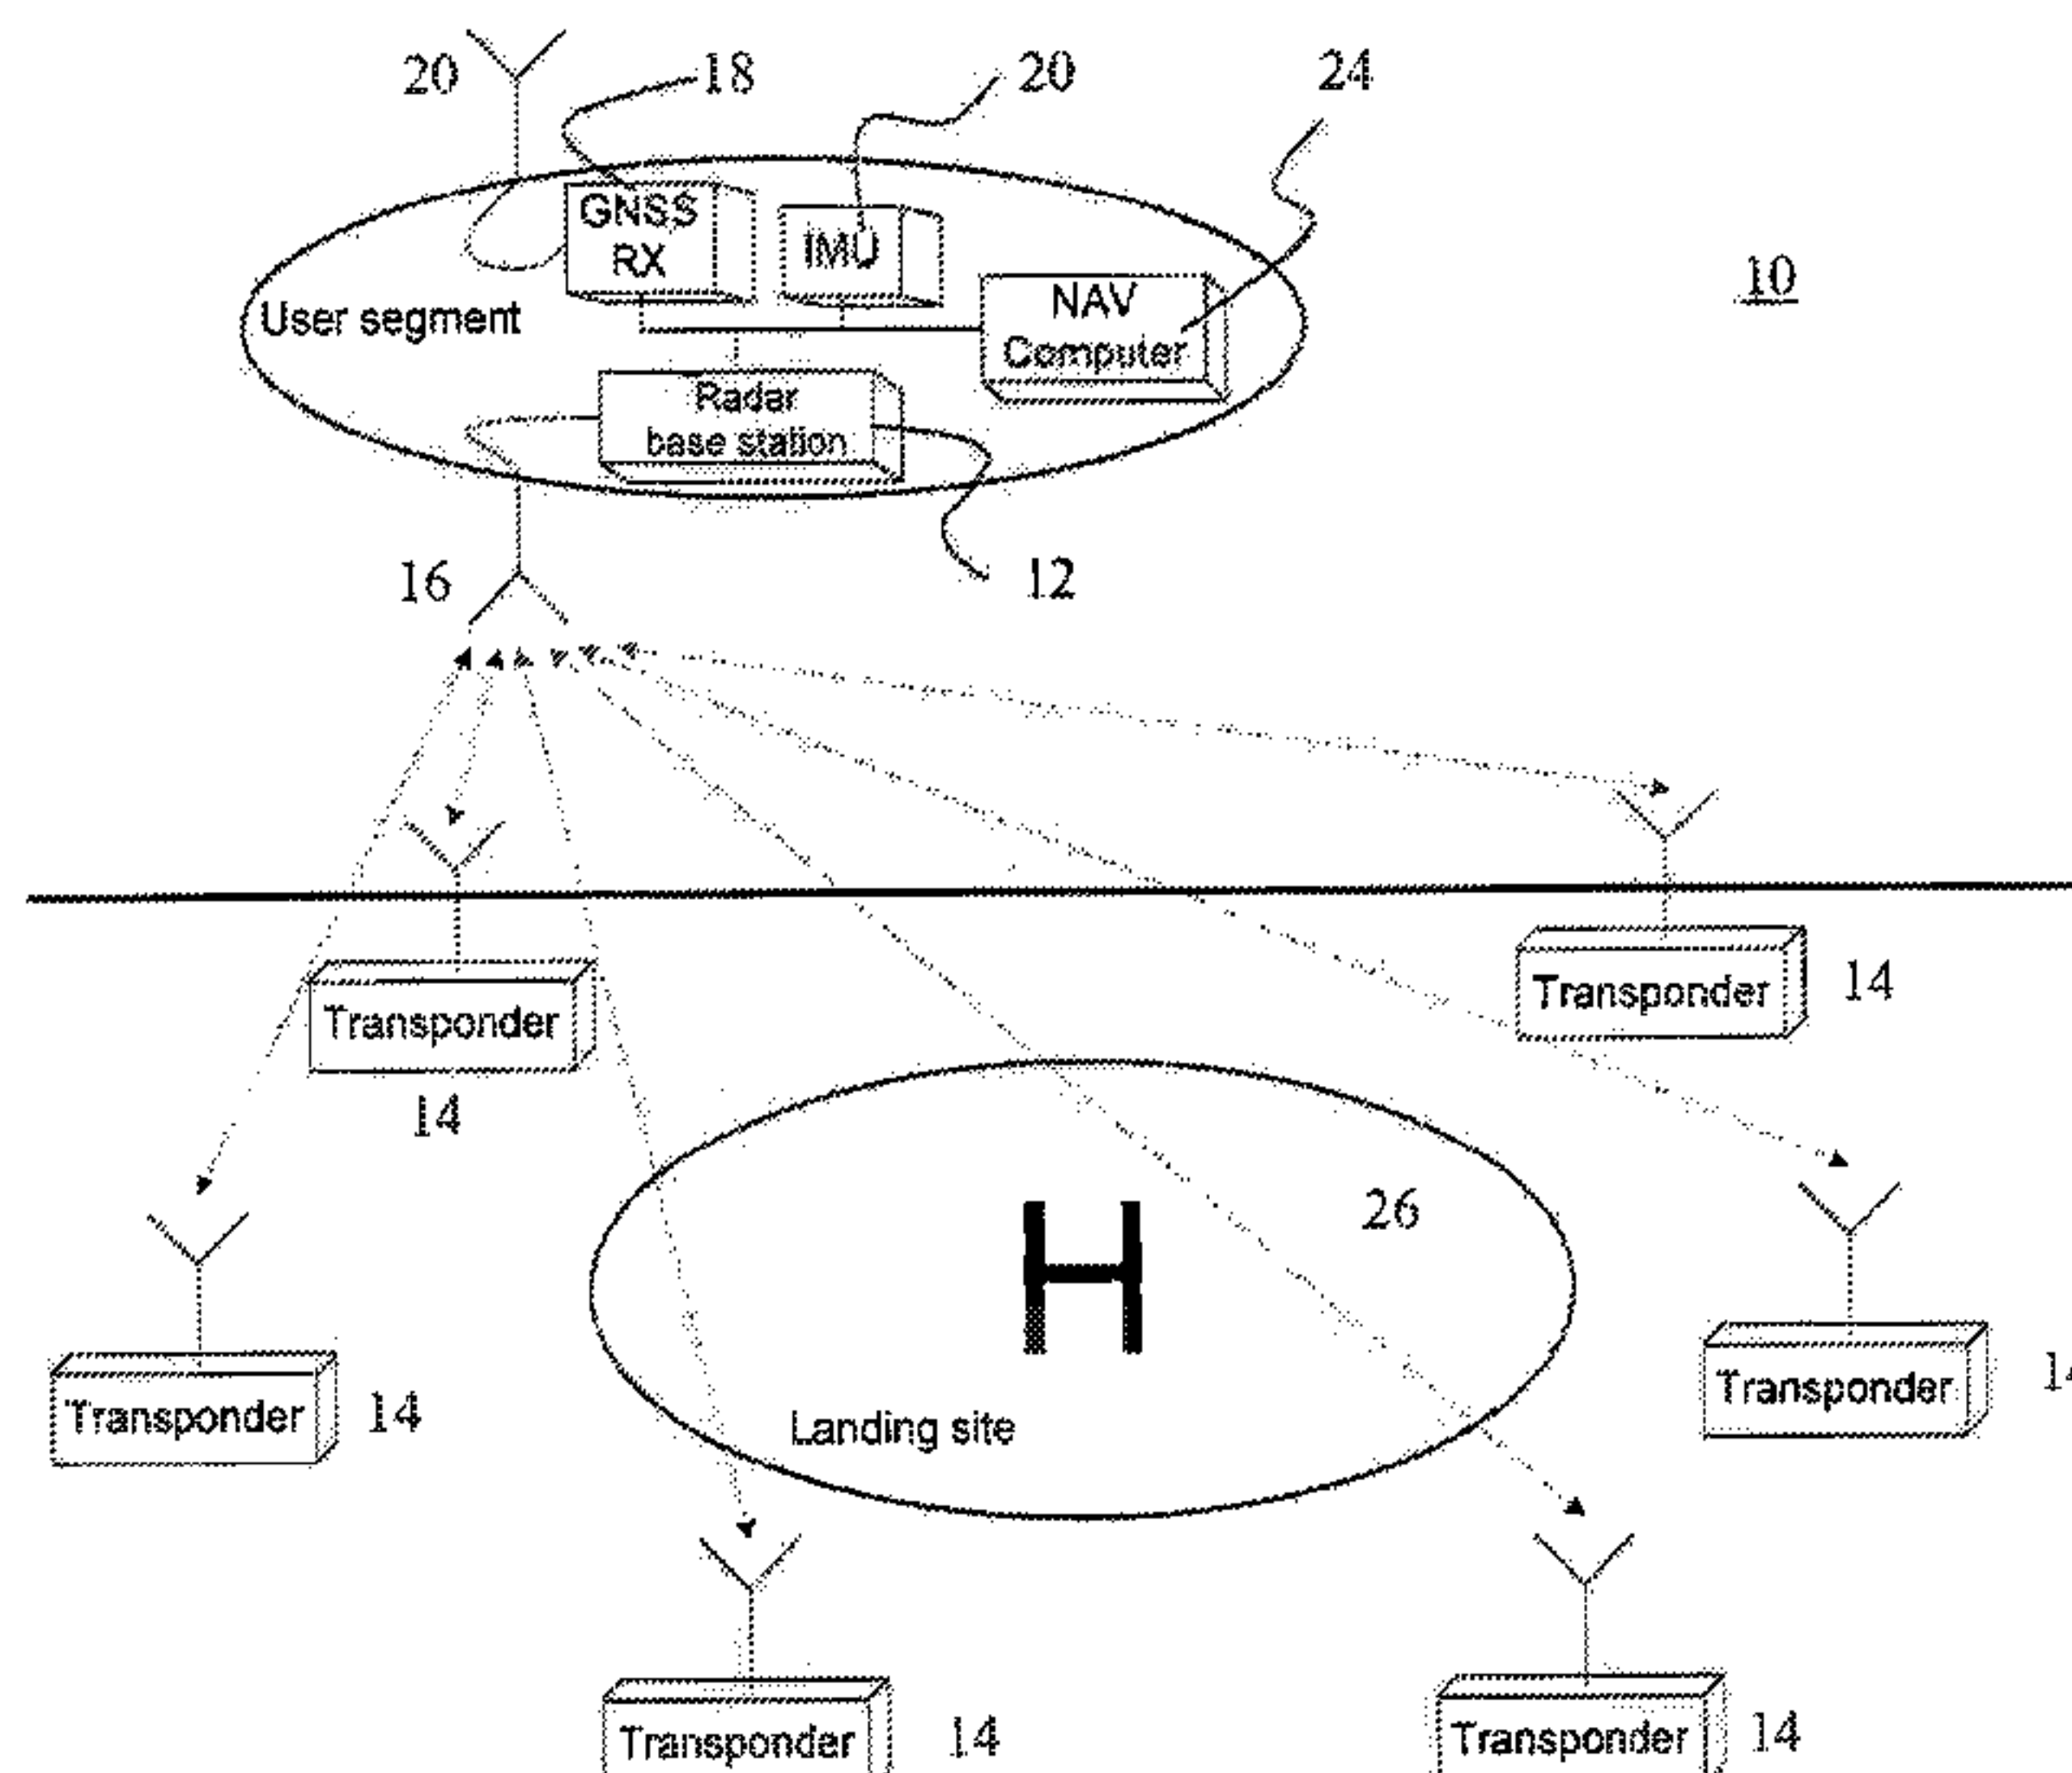 20
18
20
24
GNSS
RX
IMU
10
User segment
NAV
Computer
Radar
base station
16
12
Transponder
14
Transponder
14
26
H
Transponder
14
Landing site
Transponder
Transponder
14
Transponder
14